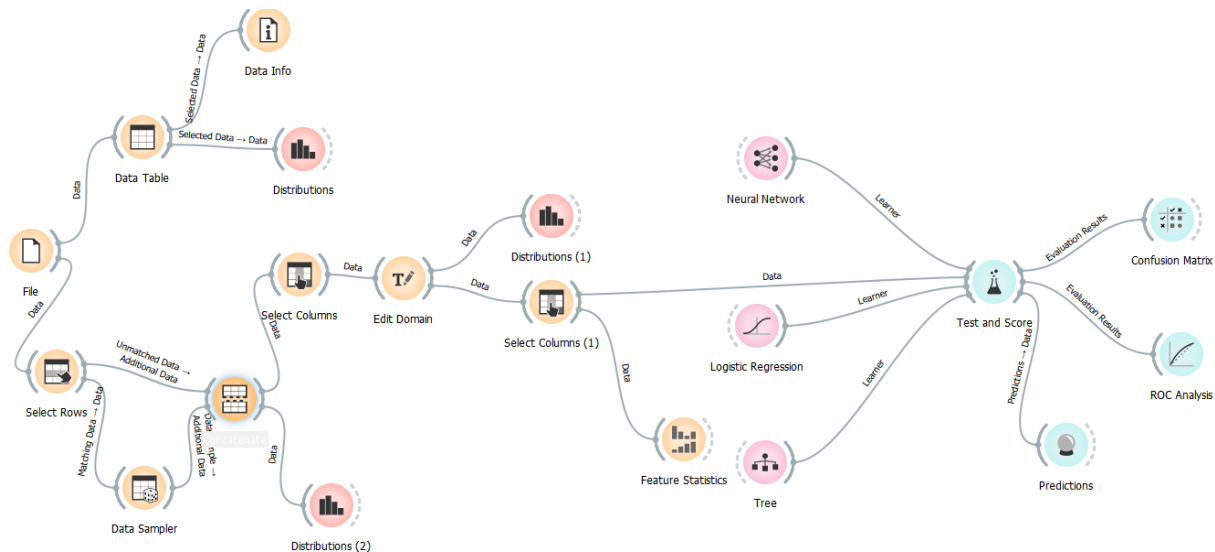 Data Info
Selected Data → Data
Selected Data → Data
Data Table
Distributions
Data
File
Data
Select Rows
Unmatched Data →
Additional Data
Matching Data → Data
Data Sampler
Data
mple →
Additional Data
Concatenate
Data
Data
Distributions (2)
Select Columns
Data
Edit Domain
Data
Distributions (1)
Data
Select Columns (1)
Data
Data
Feature Statistics
Neural Network
Learner
Logistic Regression
Learner
Tree
Learner
Test and Score
Evaluation Results
Confusion Matrix
Evaluation Results
ROC Analysis
Predictions → Data
Predictions